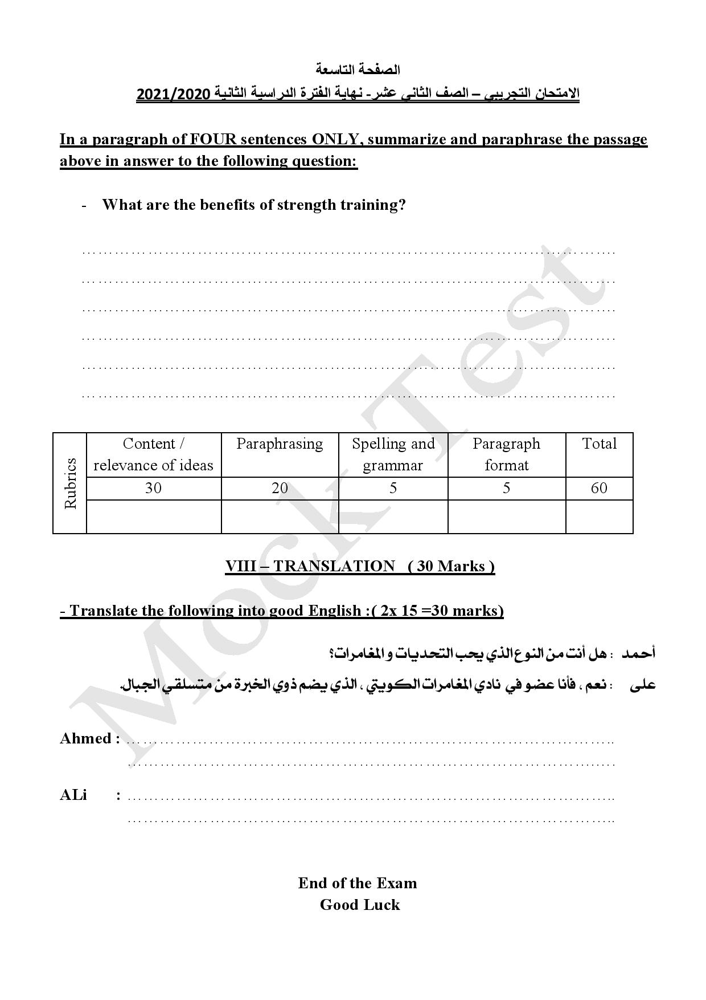 الصفحة التاسعة
الامتحان التجريبي – الصف الثاني عشر- نهاية الفترة الدراسية الثانية 2021/2020
In a paragraph of FOUR sentences ONLY, summarize and paraphrase the passage
above in answer to the following question:
- What are the benefits of strength training?
Rubrics
Content / relevance of ideas Paraphrasing Spelling and grammar Paragraph format Total
30 20 5 5 60
VIII – TRANSLATION ( 30 Marks )
- Translate the following into good English :( 2x 15 =30 marks)
أحمد : هل أنت من النوع الذي يحب التحديات و المغامرات؟
على : نعم ، فأنا عضو في نادي المغامرات الكويتي ، الذي يضم ذوي الخبرة من متسلقي الجبال.
Ahmed : ……………………………………………………………………………..
……………………………………………………………………………….
ALi : ……………………………………………………………………………..
……………………………………………………………………………..
End of the Exam
Good Luck
Mock Test